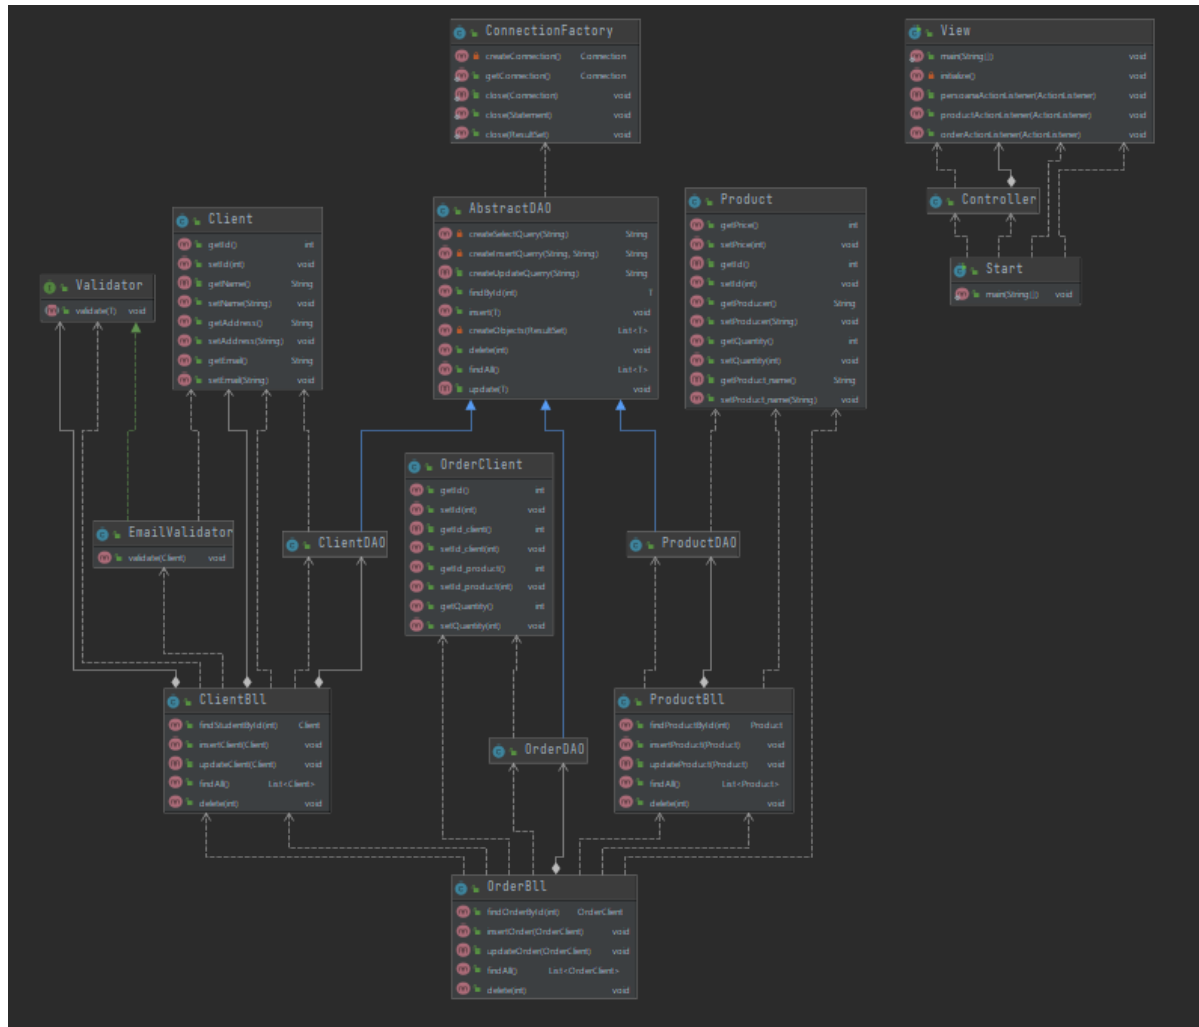 ConnectionFactory
createConnection() Connection
getConnection() Connection
close(Connection) void
close(Statement) void
close(ResultSet) void
View
main(String[]) void
initialize() void
persoanaActionListener(ActionListener) void
productActionListener(ActionListener) void
orderActionListener(ActionListener) void
Controller
Start
main(String[]) void
AbstractDAO
createSelectQuery(String) String
createInsertQuery(String, String) String
createUpdateQuerry(String) String
findById(int) T
insert(T) void
createObjects(ResultSet) List<T>
delete(int) void
findAll() List<T>
update(T) void
Product
getPrice() int
setPrice(int) void
getId() int
setId(int) void
getProducer() String
setProducer(String) void
getQuantity() int
setQuantity(int) void
getProduct_name() String
setProduct_name(String) void
Client
getId() int
setId(int) void
getName() String
setName(String) void
getAddress() String
setAddress(String) void
getEmail() String
setEmail(String) void
Validator
validate(T) void
OrderClient
getId() int
setId(int) void
getId_client() int
setId_client(int) void
getId_product() int
setId_product(int) void
getQuantity() int
setQuantity(int) void
EmailValidator
validate(Client) void
ClientDAO
ProductDAO
ClientBll
findStudentById(int) Client
insertClient(Client) void
updateClient(Client) void
findAll() List<Client>
delete(int) void
OrderDAO
ProductBll
findProductById(int) Product
insertProduct(Product) void
updateProduct(Product) void
findAll() List<Product>
delete(int) void
OrderBll
findOrderById(int) OrderClient
insertOrder(OrderClient) void
updateOrder(OrderClient) void
findAll() List<OrderClient>
delete(int) void